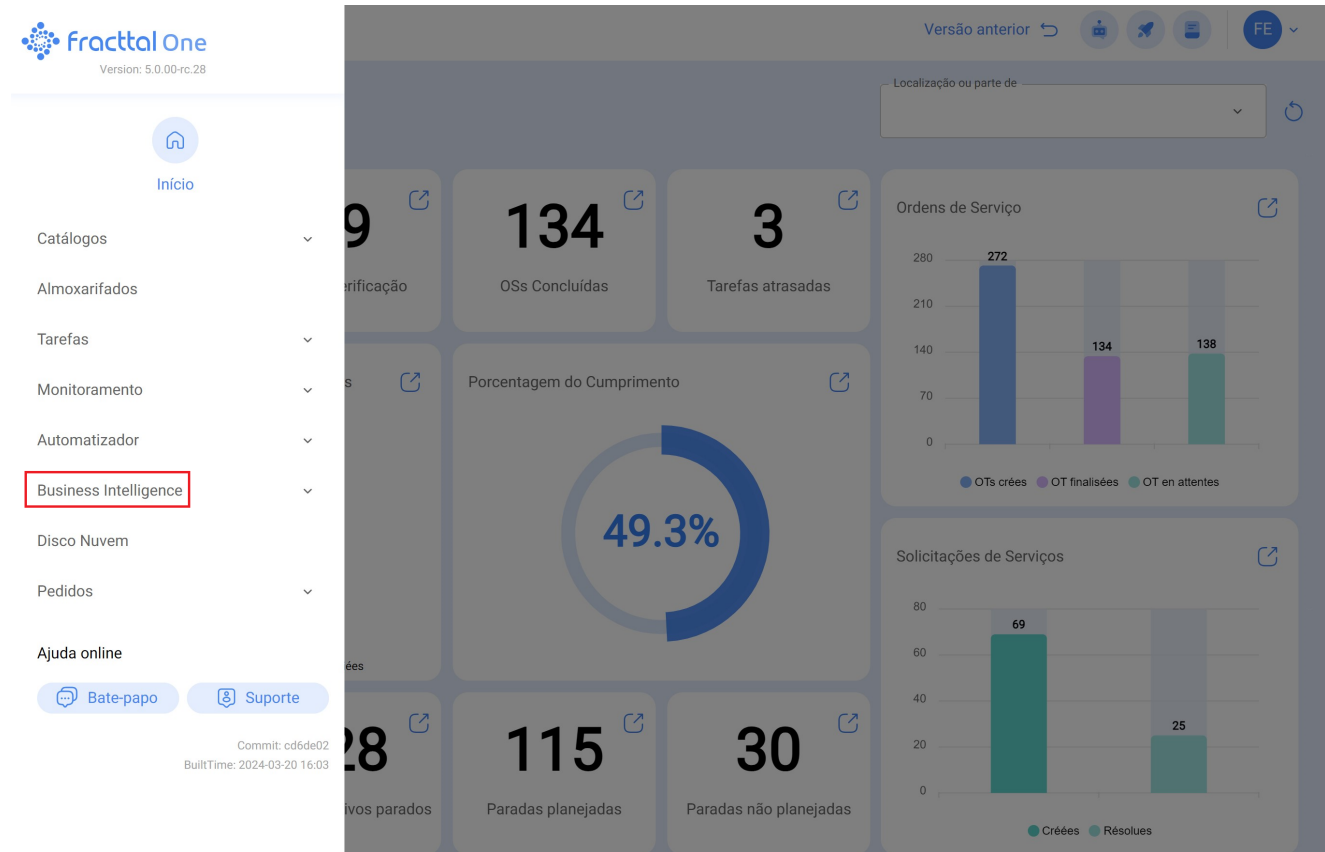 fracttal One
Version: 5.0.00-rc.28
Início
Catálogos
Almoxarifados
Tarefas
Monitoramento
Automatizador
Business Intelligence
Disco Nuvem
Pedidos
Ajuda online
Bate-papo
Suporte
Commit: cd6de02
BuiltTime: 2024-03-20 16:03
Versão anterior
FE
Localização ou parte de
9
134
OSs Concluídas
3
Tarefas atrasadas
Ordens de Serviço
280
210
140
70
0
272
134
138
OTs crées
OT finalisées
OT en attentes
Porcentagem do Cumprimento
49.3%
Solicitações de Serviços
80
60
40
20
0
69
25
Créées
Résolues
28
ivos parados
115
Paradas planejadas
30
Paradas não planejadas